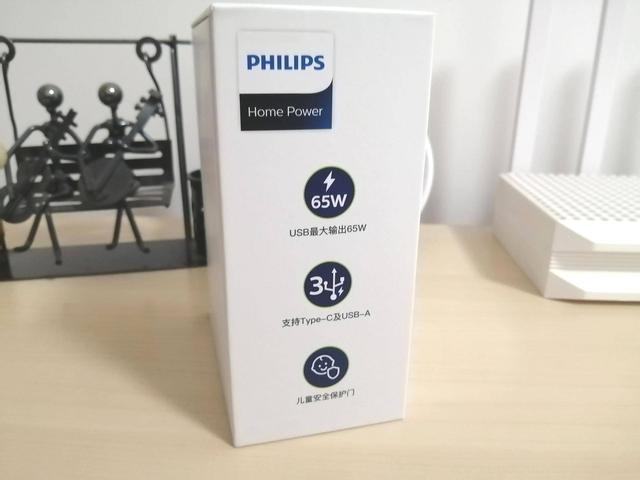 PHILIPS
Home Power
65W
USB最大输出65W
3
支持Type-C及USB-A
儿童安全保护门